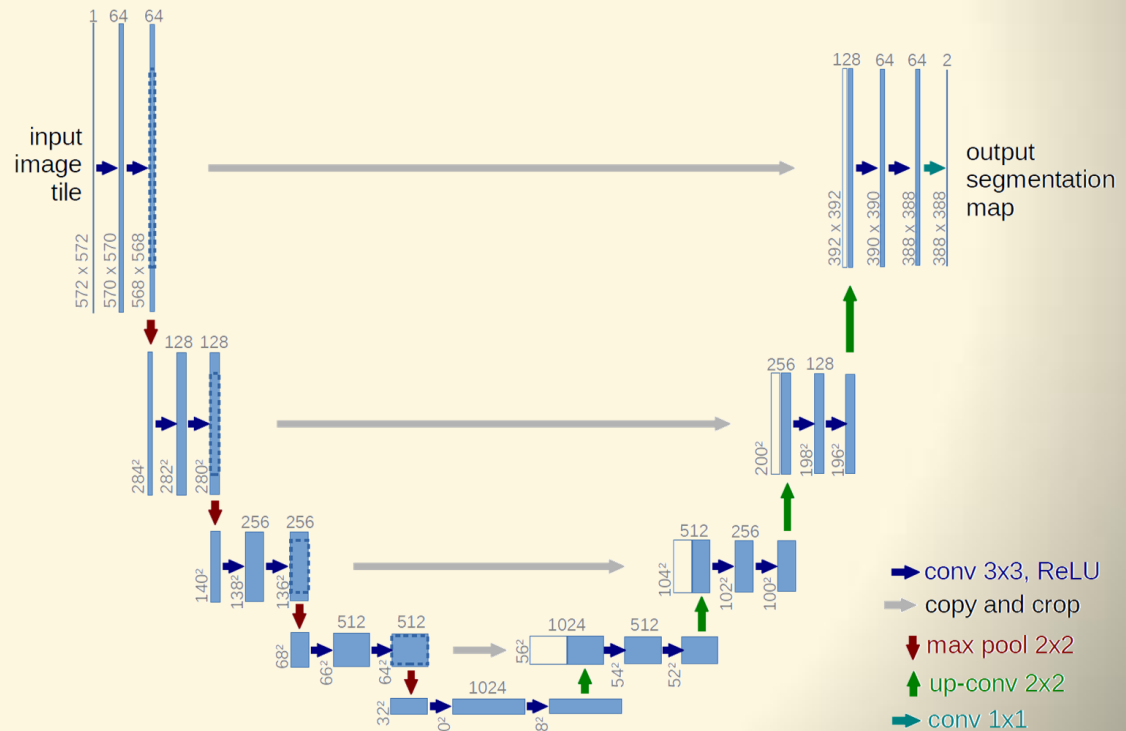 1 64 64
128 64 64 2
input
image
tile
output
segmentation
map
572 x 572
570 x 570
568 x 568
392 x 392
390 x 390
388 x 388
388 x 388
128 128
256 128
284²
282²
280²
200²
198²
196²
256 256
512 256
140²
138²
136²
104²
102²
100²
512 512
1024 512
68²
66²
64²
56²
54²
52²
1024
32²
conv 3x3, ReLU
copy and crop
max pool 2x2
up-conv 2x2
conv 1x1